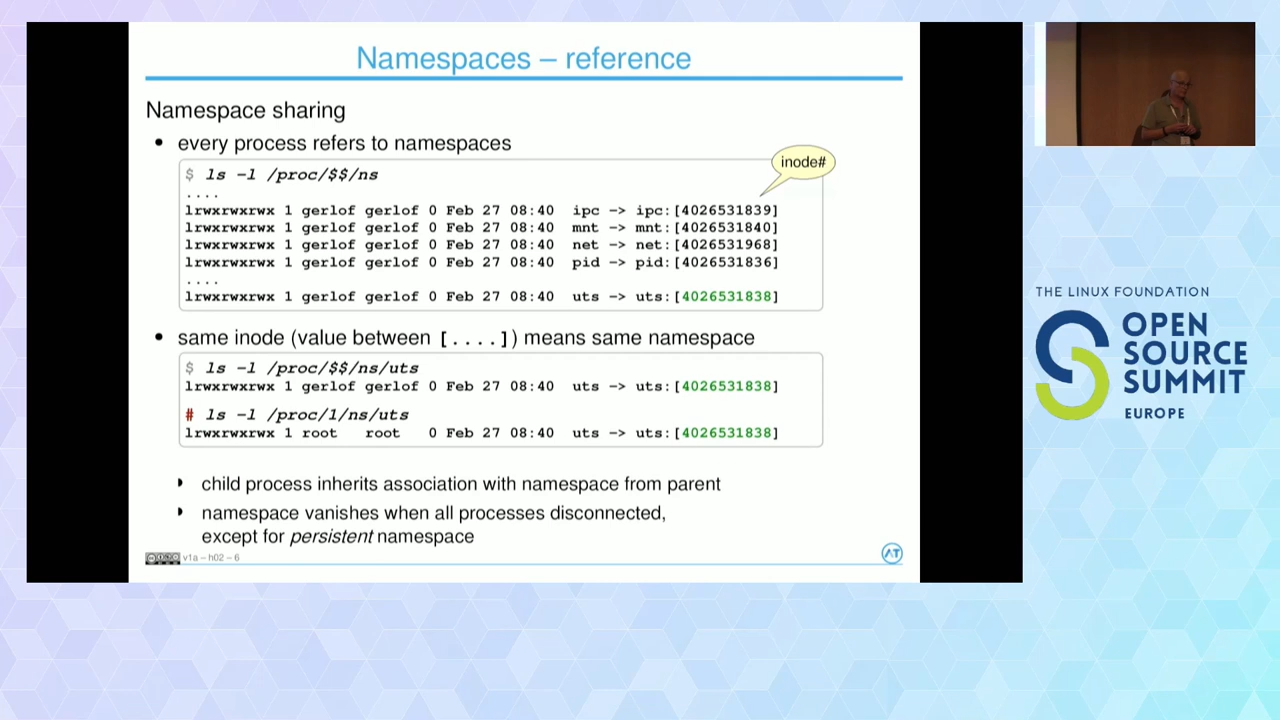 Namespaces – reference
Namespace sharing
• every process refers to namespaces
inode#
$ ls -l /proc/$$/ns
....
lrwxrwxrwx 1 gerlof gerlof 0 Feb 27 08:40 ipc -> ipc:[4026531839]
lrwxrwxrwx 1 gerlof gerlof 0 Feb 27 08:40 mnt -> mnt:[4026531840]
lrwxrwxrwx 1 gerlof gerlof 0 Feb 27 08:40 net -> net:[4026531968]
lrwxrwxrwx 1 gerlof gerlof 0 Feb 27 08:40 pid -> pid:[4026531836]
....
lrwxrwxrwx 1 gerlof gerlof 0 Feb 27 08:40 uts -> uts:[4026531838]
• same inode (value between [....]) means same namespace
$ ls -l /proc/$$/ns/uts
lrwxrwxrwx 1 gerlof gerlof 0 Feb 27 08:40 uts -> uts:[4026531838]
# ls -l /proc/1/ns/uts
lrwxrwxrwx 1 root root 0 Feb 27 08:40 uts -> uts:[4026531838]
child process inherits association with namespace from parent
namespace vanishes when all processes disconnected,
except for persistent namespace
v1a – h02 – 6
AT
THE LINUX FOUNDATION
OPEN
SOURCE
SUMMIT
EUROPE